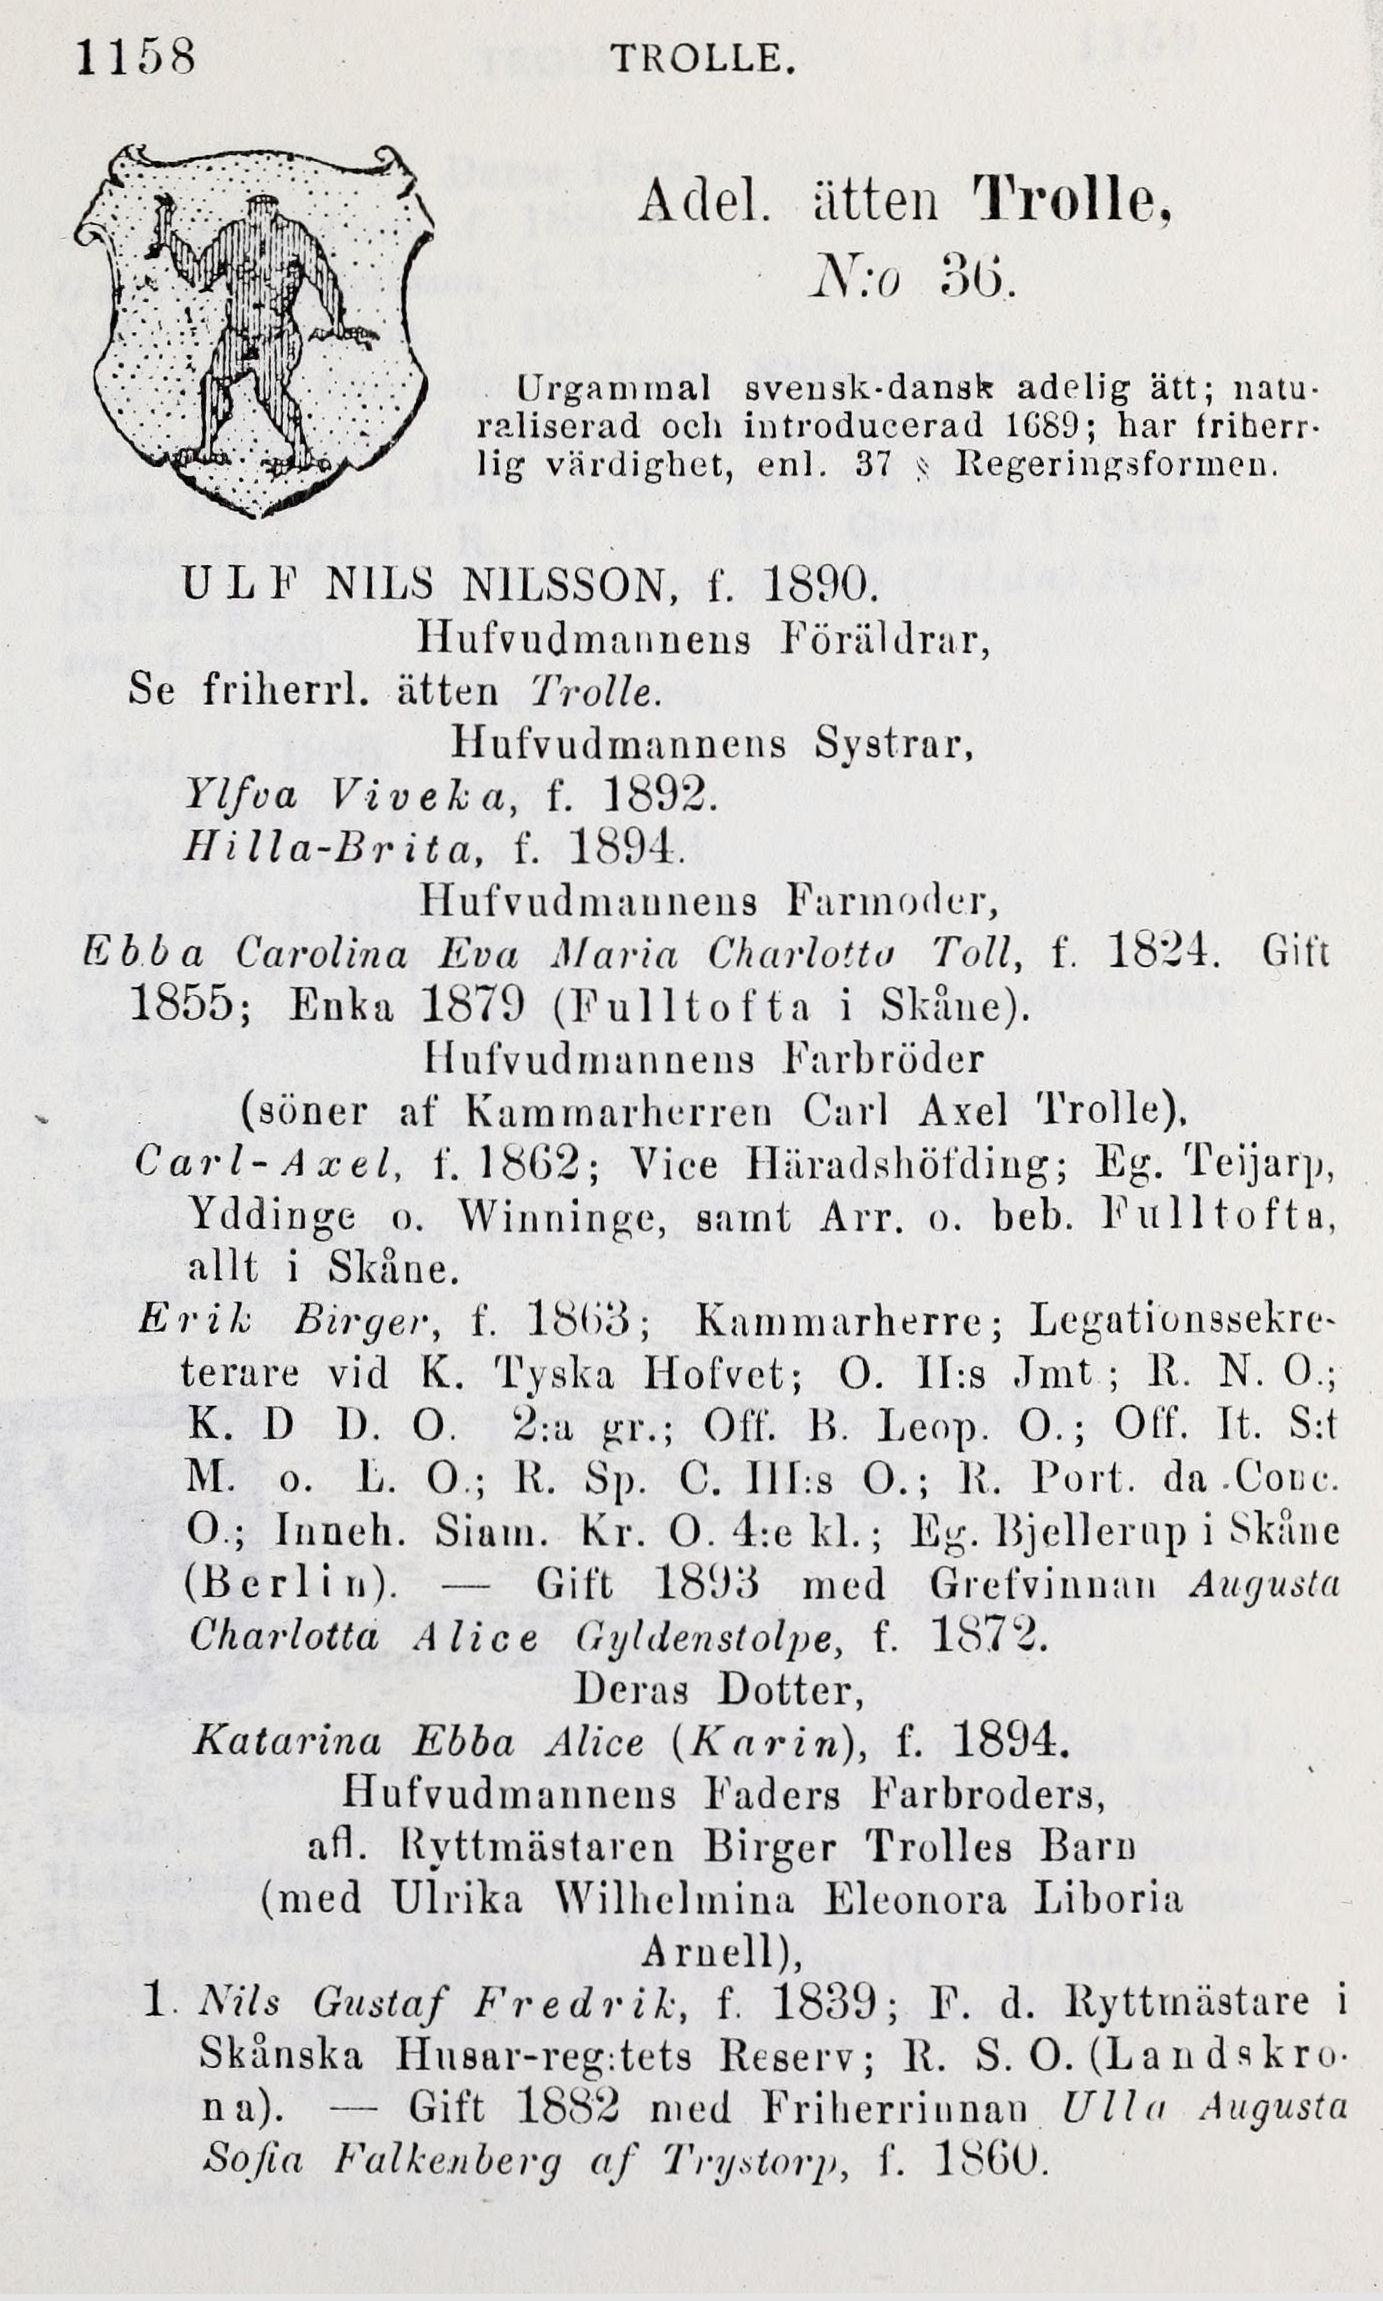 1158
TROLLE.
Adel. ätten Trolle,
N:o 36.
Urgammal svensk-dansk adelig ätt; natu-
raliserad och introducerad 1689; har friherr-
lig värdighet, enl. 37 § Regeringsformen.
ULF NILS NILSSON, f. 1890.
Hufvudmannens Föräldrar,
Se friherrl. ätten Trolle.
Hufvudmannens Systrar,
Ylfva Viveka, f. 1892.
Hilla-Brita, f. 1894.
Hufvudmannens Farmoder,
Ebba Carolina Eva Maria Charlotta Toll, f. 1824. Gift
1855; Enka 1879 (Fulltofta i Skåne).
Hufvudmannens Farbröder
(söner af Kammarherren Carl Axel Trolle),
Carl-Axel, f. 1862; Vice Häradshöfding; Eg. Teijarp,
Yddinge o. Winninge, samt Arr. o. beb. Fulltofta,
allt i Skåne.
Erik Birger, f. 1863; Kammarherre; Legationssekre-
terare vid K. Tyska Hofvet; O. II:s Jmt; R. N. O.;
K. D D. O. 2:a gr.; Off. B. Leop. O.; Off. It. S:t
M. o. L. O.; R. Sp. C. III:s O.; R. Port. da Conc.
O.; Inneh. Siam. Kr. O. 4:e kl.; Eg. Bjellerup i Skåne
(Berlin). — Gift 1893 med Grefvinnan Augusta
Charlotta Alice Gyldenstolpe, f. 1872.
Deras Dotter,
Katarina Ebba Alice (Karin), f. 1894.
Hufvudmannens Faders Farbroders,
afl. Ryttmästaren Birger Trolles Barn
(med Ulrika Wilhelmina Eleonora Liboria
Arnell),
1. Nils Gustaf Fredrik, f. 1839; F. d. Ryttmästare i
Skånska Husar-reg:tets Reserv; R. S. O. (Landskro-
na). — Gift 1882 med Friherrinnan Ulla Augusta
Sofia Falkenberg af Trystorp, f. 1860.